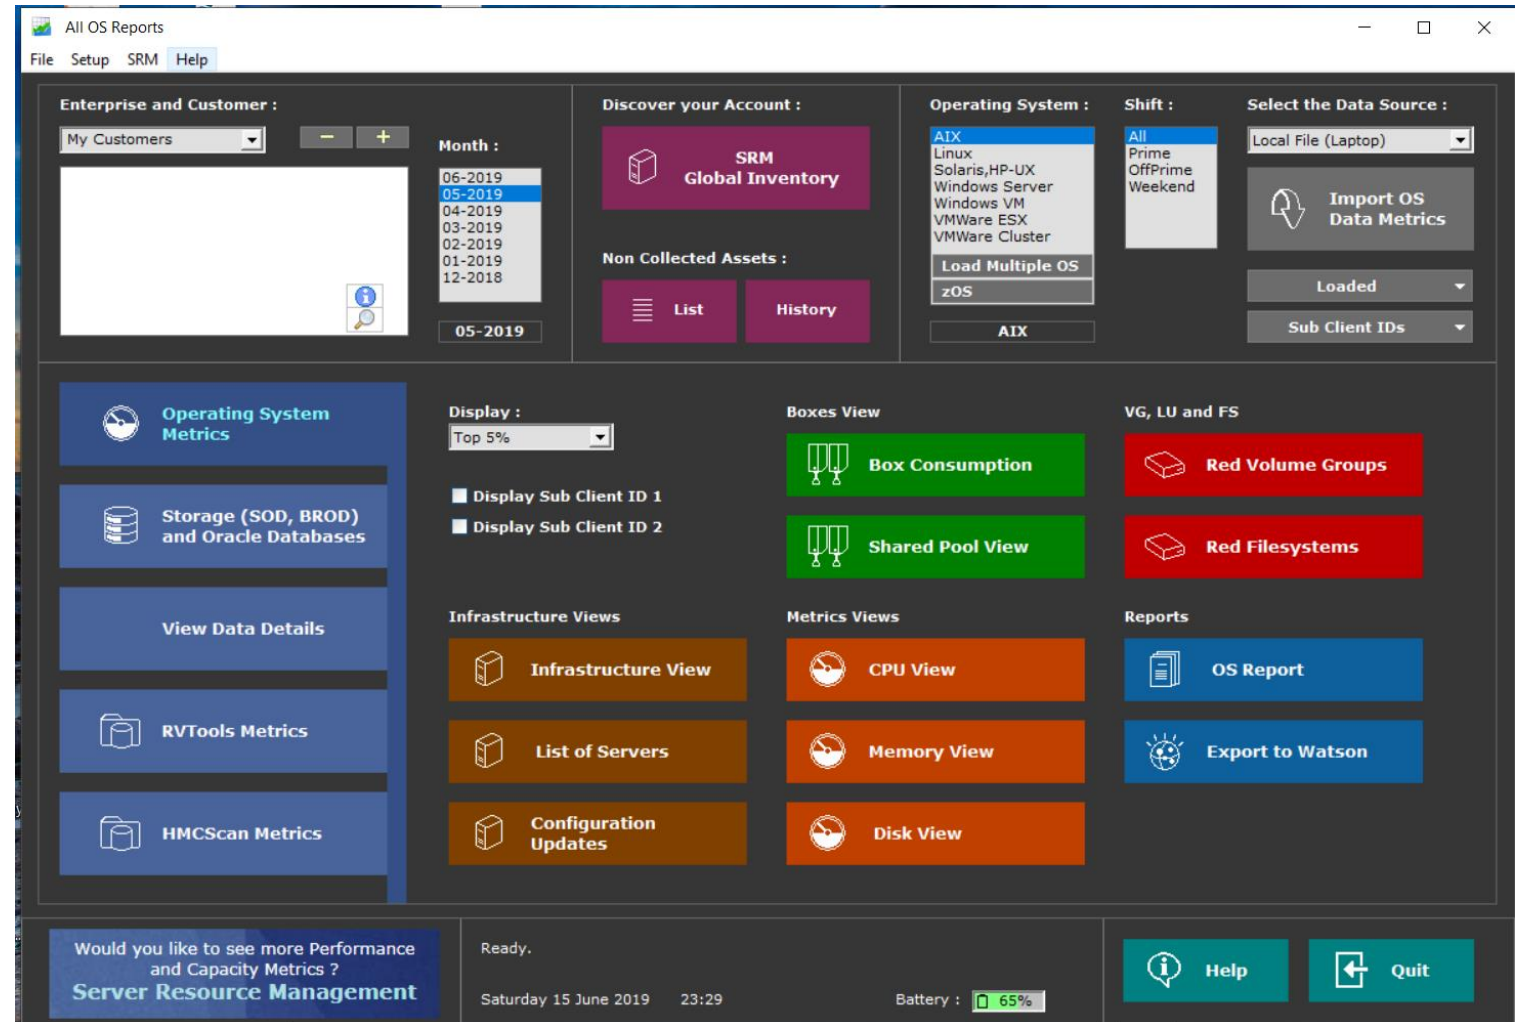 All OS Reports
File Setup SRM Help
Enterprise and Customer :
My Customers
− +
Month :
06-2019
05-2019
04-2019
03-2019
02-2019
01-2019
12-2018
05-2019
Discover your Account :
SRM
Global Inventory
Non Collected Assets :
List
History
Operating System :
AIX
Linux
Solaris,HP-UX
Windows Server
Windows VM
VMWare ESX
VMWare Cluster
Load Multiple OS
zOS
AIX
Shift :
All
Prime
OffPrime
Weekend
Select the Data Source :
Local File (Laptop)
Import OS
Data Metrics
Loaded
Sub Client IDs
Operating System
Metrics
Storage (SOD, BROD)
and Oracle Databases
View Data Details
RVTools Metrics
HMCScan Metrics
Display :
Top 5%
Display Sub Client ID 1
Display Sub Client ID 2
Boxes View
Box Consumption
Shared Pool View
VG, LU and FS
Red Volume Groups
Red Filesystems
Infrastructure Views
Infrastructure View
List of Servers
Configuration
Updates
Metrics Views
CPU View
Memory View
Disk View
Reports
OS Report
Export to Watson
Would you like to see more Performance
and Capacity Metrics ?
Server Resource Management
Ready.
Saturday 15 June 2019 23:29
Battery : 65%
Help
Quit